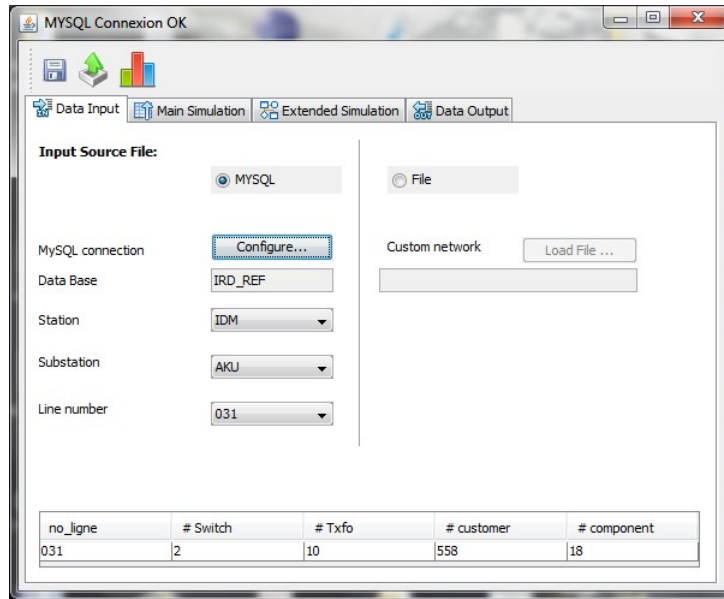 MYSQL Connexion OK
Data Input Main Simulation Extended Simulation Data Output
Input Source File:
MYSQL File
MySQL connection Configure... Custom network Load File ...
Data Base IRD_REF
Station IDM
Substation AKU
Line number 031
no_ligne # Switch # Txfo # customer # component
031 2 10 558 18